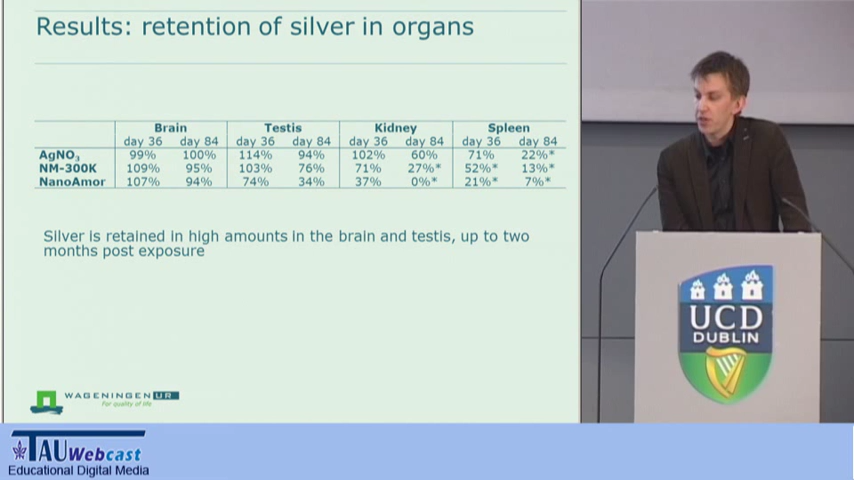 Results: retention of silver in organs
Brain Testis Kidney Spleen
day 36 day 84 day 36 day 84 day 36 day 84 day 36 day 84
AgNO3 99% 100% 114% 94% 102% 60% 71% 22%*
NM-300K 109% 95% 103% 76% 71% 27%* 52%* 13%*
NanoAmor 107% 94% 74% 34% 37% 0%* 21%* 7%*
Silver is retained in high amounts in the brain and testis, up to two
months post exposure
WAGENINGEN UR
For quality of life
UCD
DUBLIN
TAU Webcast
Educational Digital Media